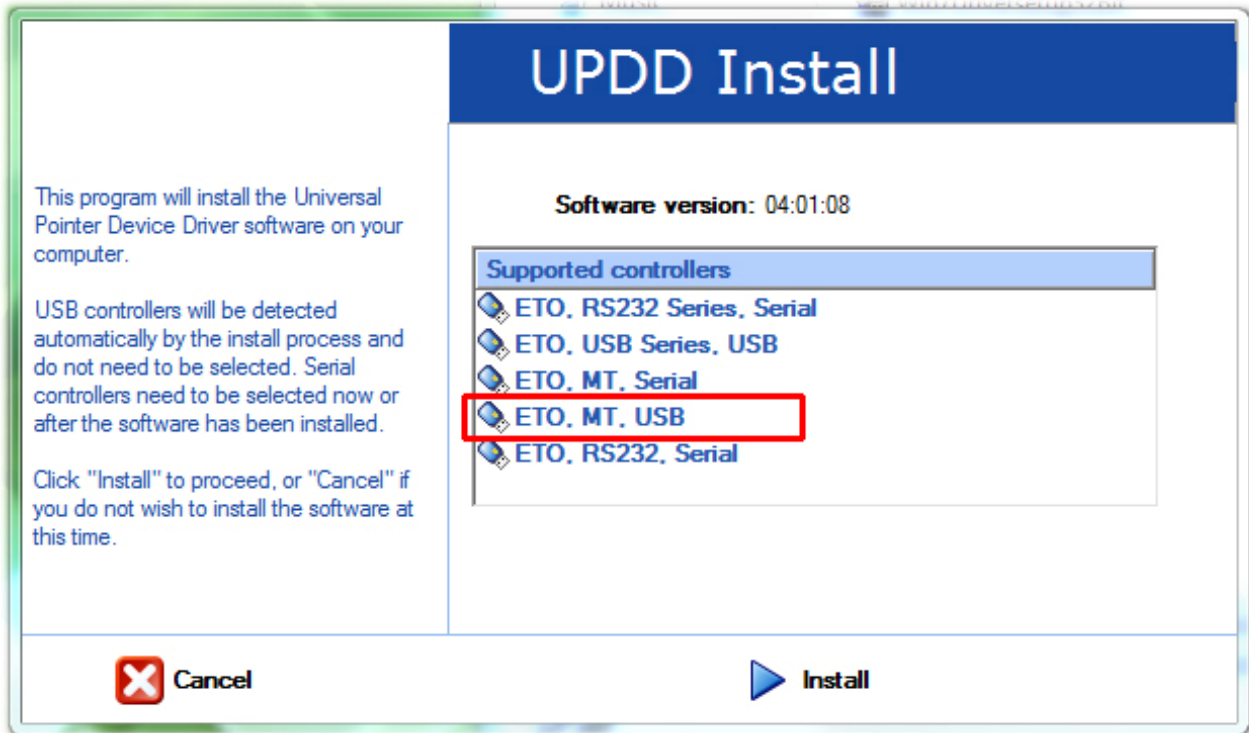 UPDD Install
This program will install the Universal
Pointer Device Driver software on your
computer.
USB controllers will be detected
automatically by the install process and
do not need to be selected. Serial
controllers need to be selected now or
after the software has been installed.
Click "Install" to proceed, or "Cancel" if
you do not wish to install the software at
this time.
Software version: 04:01:08
Supported controllers
ETO, RS232 Series, Serial
ETO, USB Series, USB
ETO, MT, Serial
ETO, MT, USB
ETO, RS232, Serial
Cancel
Install